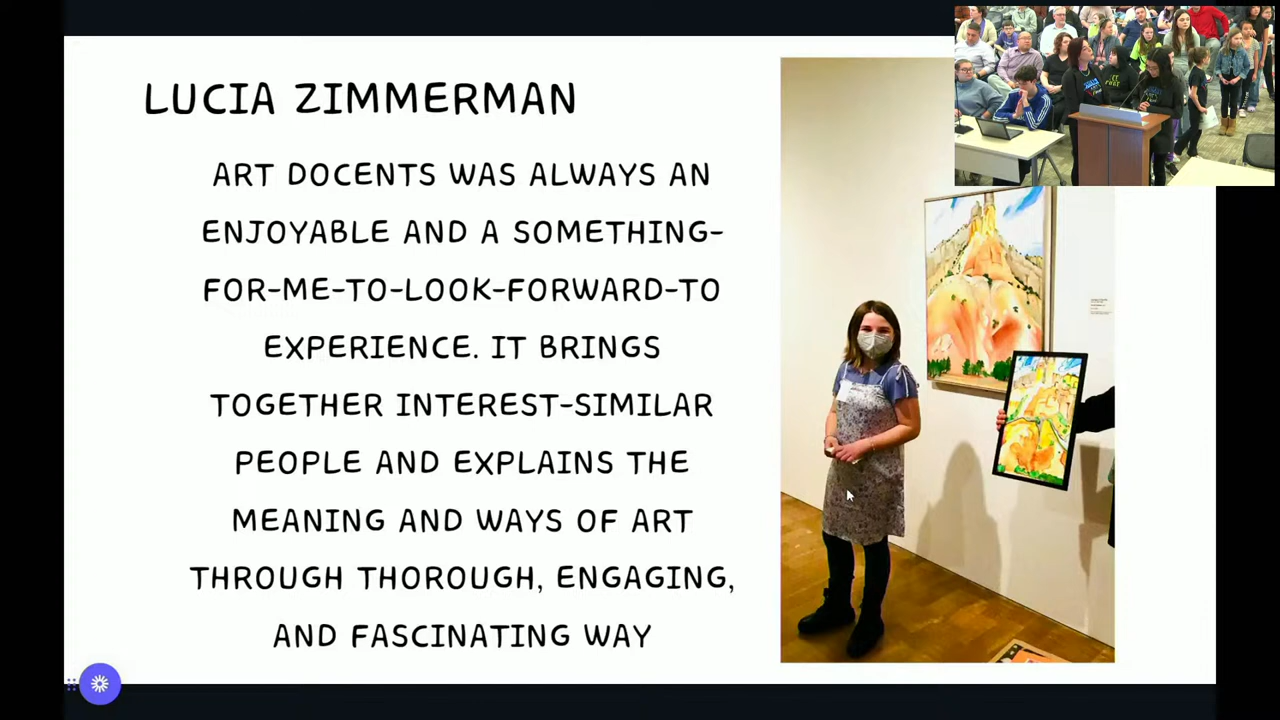 LUCIA ZIMMERMAN
ART DOCENTS WAS ALWAYS AN
ENJOYABLE AND A SOMETHING-
FOR-ME-TO-LOOK-FORWARD-TO
EXPERIENCE. IT BRINGS
TOGETHER INTEREST-SIMILAR
PEOPLE AND EXPLAINS THE
MEANING AND WAYS OF ART
THROUGH THOROUGH, ENGAGING,
AND FASCINATING WAY